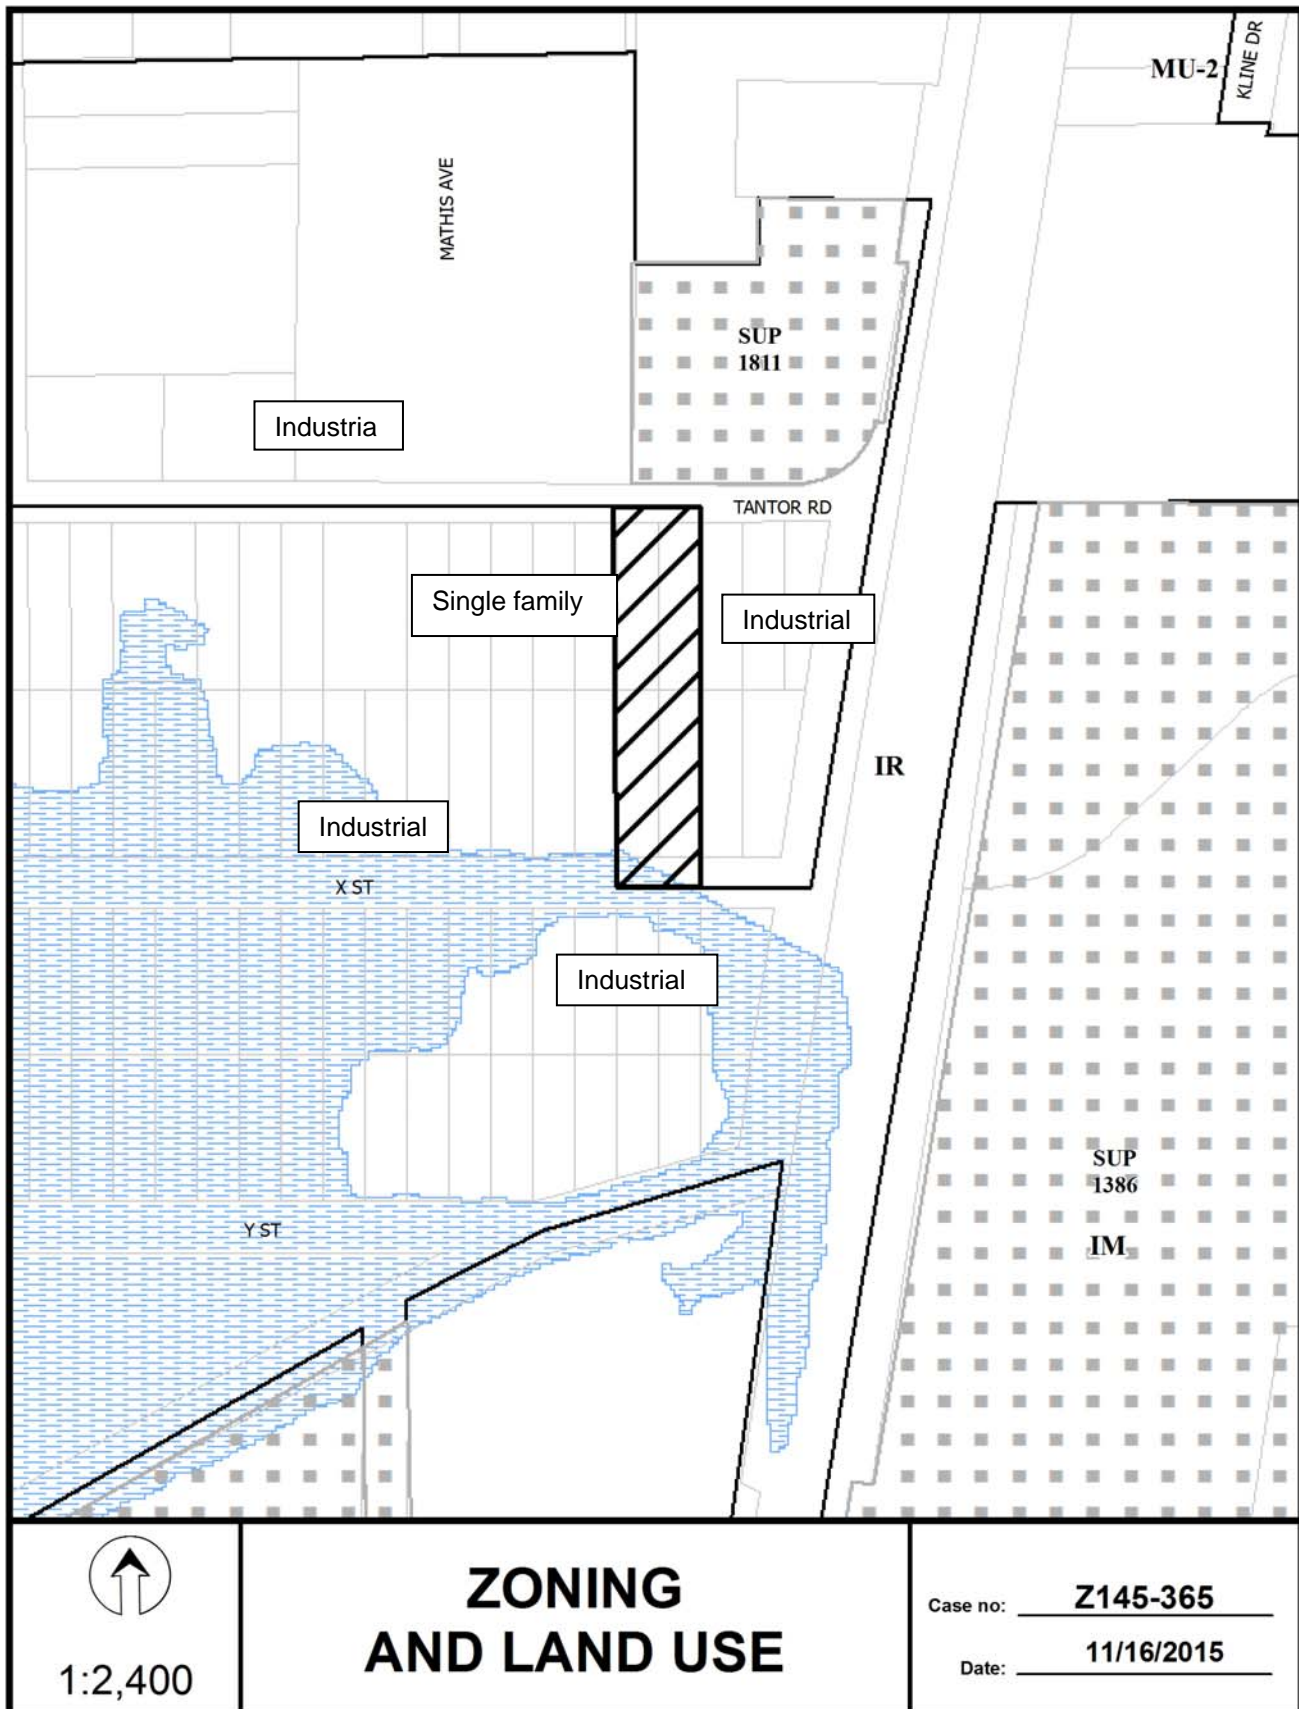 MU-2
KLINE DR
MATHIS AVE
SUP
1811
Industria
TANTOR RD
Single family
Industrial
IR
Industrial
X ST
Industrial
SUP
1386
IM
Y ST
1:2,400
ZONING
AND LAND USE
Case no: Z145-365
Date: 11/16/2015